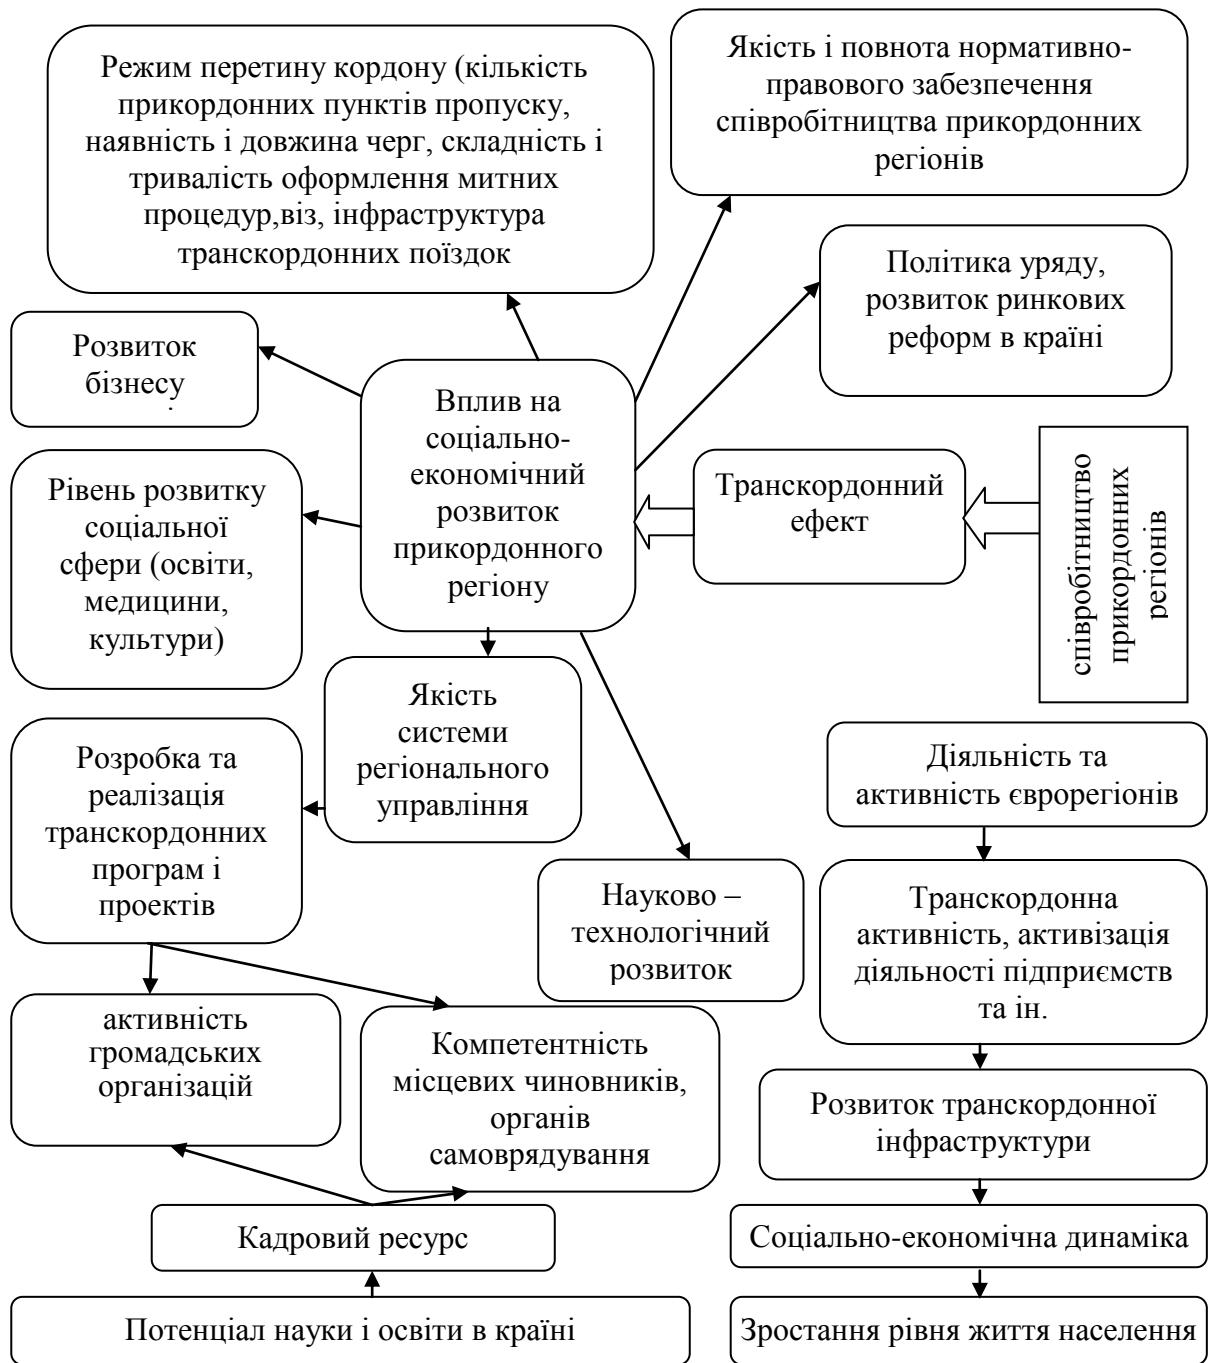 Режим перетину кордону (кількість
прикордонних пунктів пропуску,
наявність і довжина черг, складність і
тривалість оформлення митних
процедур,віз, інфраструктура
транскордонних поїздок
Якість і повнота нормативно-
правового забезпечення
співробітництва прикордонних
регіонів
Політика уряду,
розвиток ринкових
реформ в країні
Розвиток
бізнесу
Вплив на
соціально-
економічний
розвиток
прикордонного
регіону
Транскордонний
ефект
співробітництво
прикордонних
регіонів
Рівень розвитку
соціальної
сфери (освіти,
медицини,
культури)
Якість
системи
регіонального
управління
Розробка та
реалізація
транскордонних
програм і
проектів
Діяльність та
активність єврорегіонів
Науково –
технологічний
розвиток
Транскордонна
активність, активізація
діяльності підприємств
та ін.
активність
громадських
організацій
Компетентність
місцевих чиновників,
органів
самоврядування
Розвиток транскордонної
інфраструктури
Кадровий ресурс
Соціально-економічна динаміка
Потенціал науки і освіти в країні
Зростання рівня життя населення